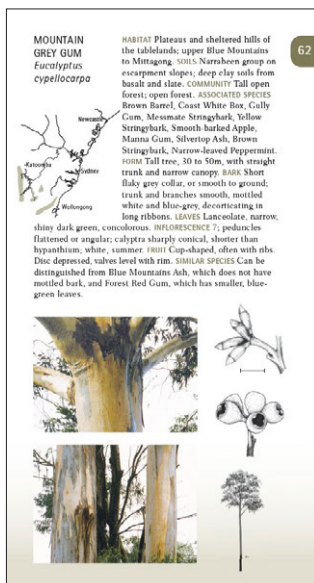 MOUNTAIN
GREY GUM
Eucalyptus
cypellocarpa
62
HABITAT Plateaus and sheltered hills of
the tablelands; upper Blue Mountains
to Mittagong. SOILS Narrabeen group on
escarpment slopes; deep clay soils from
basalt and slate. COMMUNITY Tall open
forest; open forest. ASSOCIATED SPECIES
Brown Barrel, Coast White Box, Gully
Gum, Messmate Stringybark, Yellow
Stringybark, Smooth-barked Apple,
Manna Gum, Silvertop Ash, Brown
Stringybark, Narrow-leaved Peppermint.
FORM Tall tree, 30 to 50m, with straight
trunk and narrow canopy. BARK Short
flaky grey collar, or smooth to ground;
trunk and branches smooth, mottled
white and blue-grey, decorticating in
long ribbons. LEAVES Lanceolate, narrow,
shiny dark green, concolorous. INFLORESCENCE 7; peduncles
flattened or angular; calyptra sharply conical, shorter than
hypanthium; white, summer. FRUIT Cup-shaped, often with ribs.
Disc depressed, valves level with rim. SIMILAR SPECIES Can be
distinguished from Blue Mountains Ash, which does not have
mottled bark, and Forest Red Gum, which has smaller, blue-
green leaves.
Newcastle
Katoomba
Sydney
Wollongong